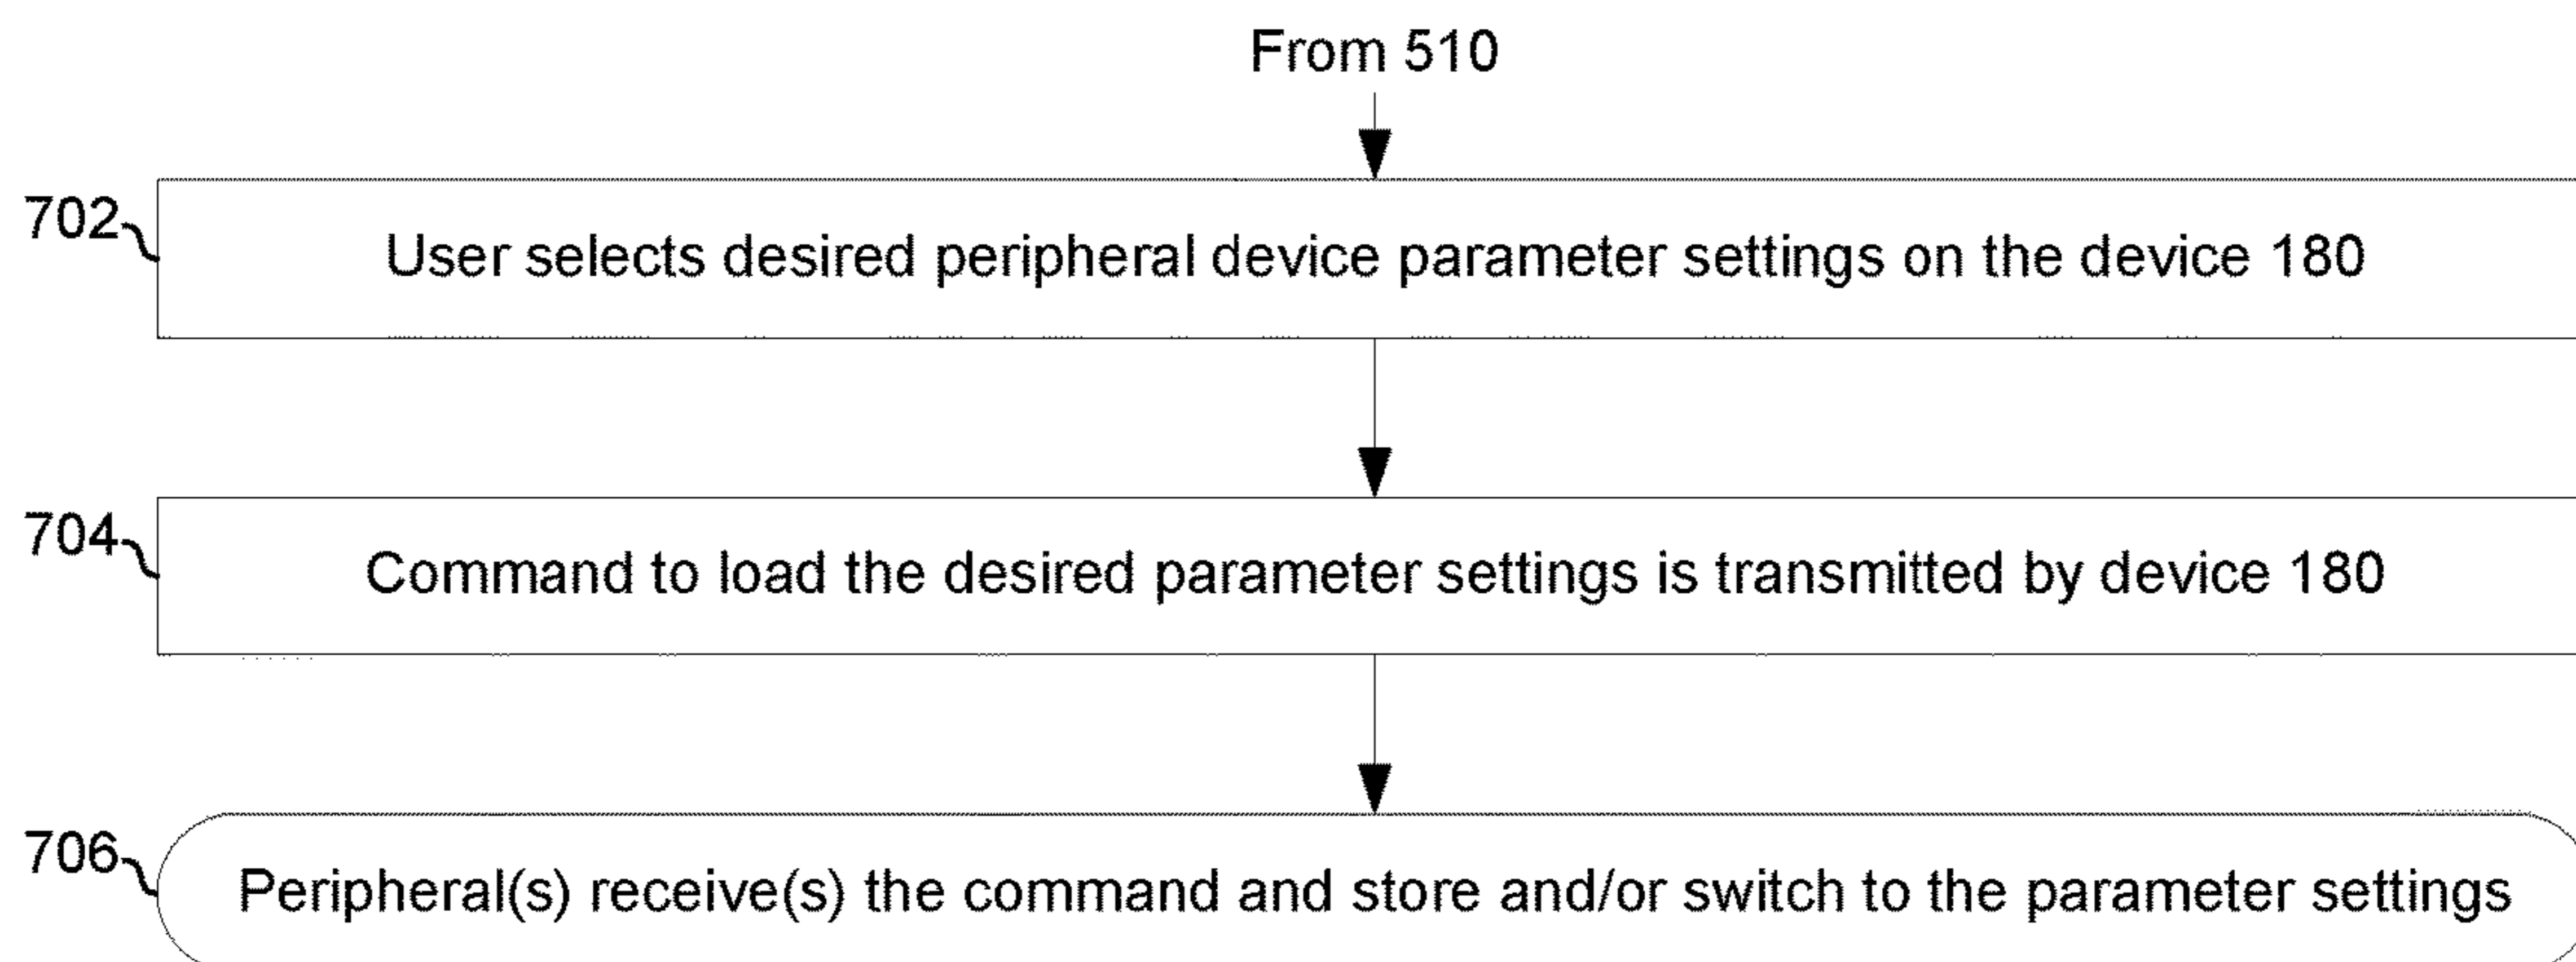 From 510
702
User selects desired peripheral device parameter settings on the device 180
704
Command to load the desired parameter settings is transmitted by device 180
706
Peripheral(s) receive(s) the command and store and/or switch to the parameter settings